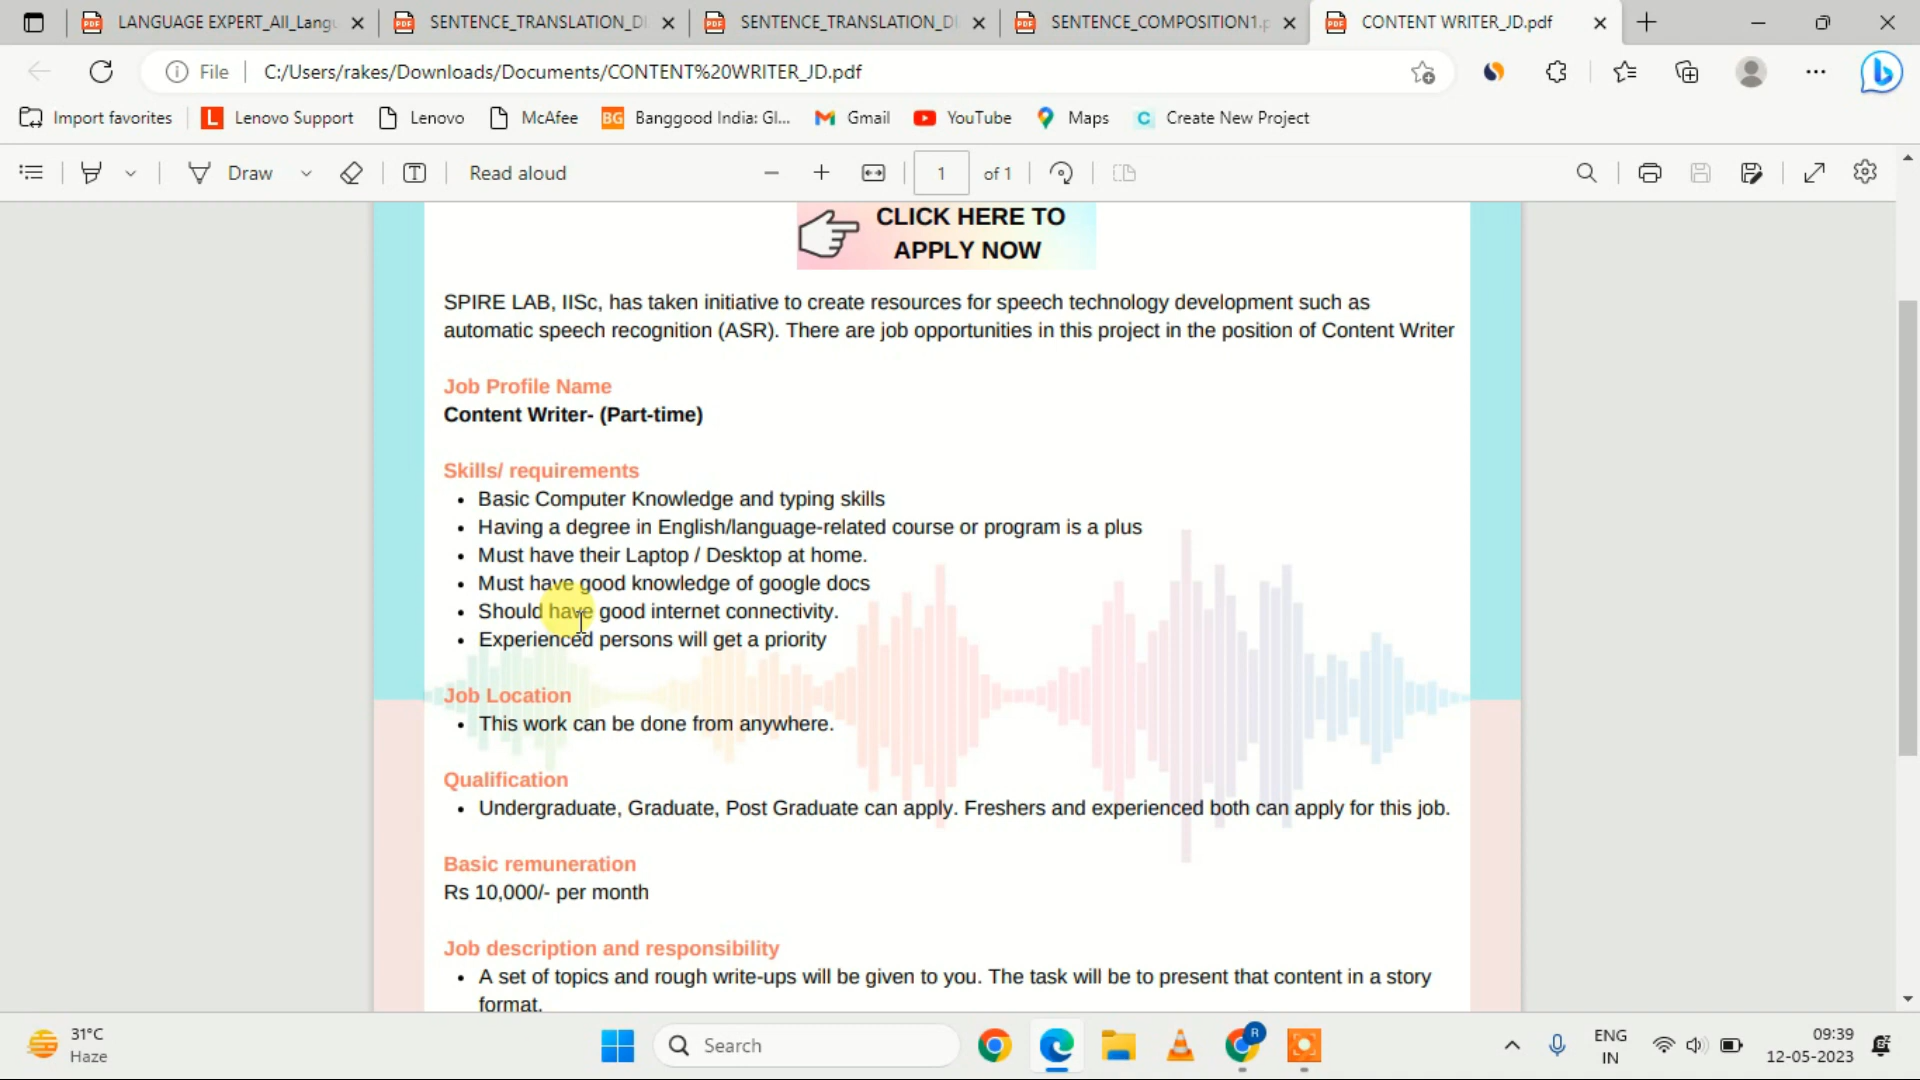 LANGUAGE EXPERT_All_Lang
SENTENCE_TRANSLATION_D
SENTENCE_TRANSLATION_D
SENTENCE_COMPOSITION1.p
CONTENT WRITER_JD.pdf
File
C:/Users/rakes/Downloads/Documents/CONTENT%20WRITER_JD.pdf
Import favorites
Lenovo Support
Lenovo
McAfee
Banggood India: Gl...
Gmail
YouTube
Maps
Create New Project
Draw
Read aloud
1
of 1
CLICK HERE TO
APPLY NOW
SPIRE LAB, IISc, has taken initiative to create resources for speech technology development such as
automatic speech recognition (ASR). There are job opportunities in this project in the position of Content Writer
Job Profile Name
Content Writer- (Part-time)
Skills/ requirements
• Basic Computer Knowledge and typing skills
• Having a degree in English/language-related course or program is a plus
• Must have their Laptop / Desktop at home.
• Must have good knowledge of google docs
• Should have good internet connectivity.
• Experienced persons will get a priority
Job Location
• This work can be done from anywhere.
Qualification
• Undergraduate, Graduate, Post Graduate can apply. Freshers and experienced both can apply for this job.
Basic remuneration
Rs 10,000/- per month
Job description and responsibility
• A set of topics and rough write-ups will be given to you. The task will be to present that content in a story
format.
31°C
Haze
Search
R
ENG
IN
09:39
12-05-2023